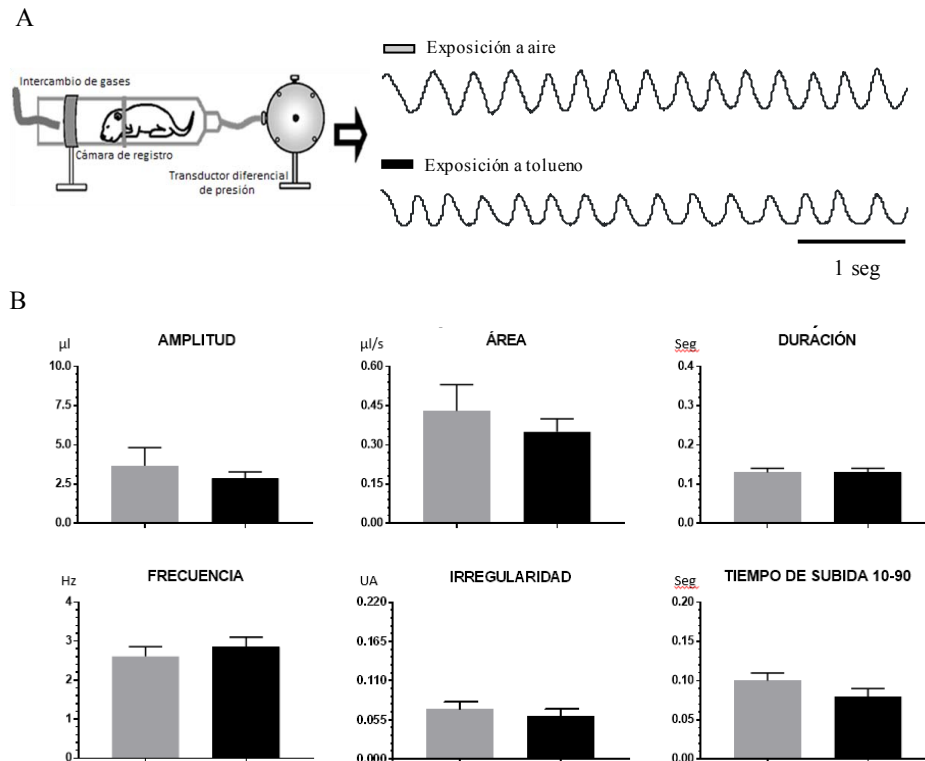 A
Exposición a aire
Intercambio de gases
Cámara de registro
Transductor diferencial
de presión
Exposición a tolueno
1 seg
B
AMPLITUD
µl
10.0
7.5
5.0
2.5
0.0
ÁREA
µl/s
0.60
0.45
0.30
0.15
0.00
DURACIÓN
Seg
0.4
0.3
0.2
0.1
0.0
FRECUENCIA
Hz
4
3
2
1
0
IRREGULARIDAD
UA
0.220
0.165
0.110
0.055
0.000
TIEMPO DE SUBIDA 10-90
Seg
0.20
0.15
0.10
0.05
0.00